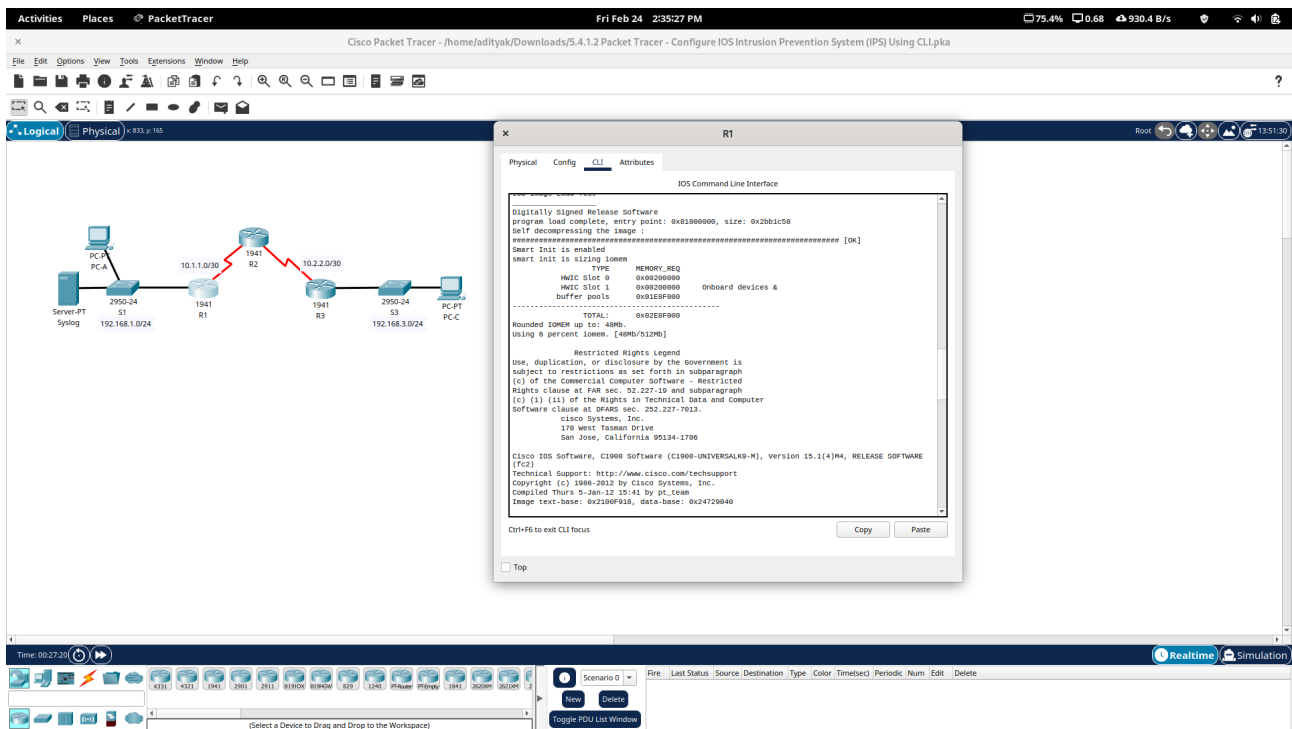 Activities Places PacketTracer Fri Feb 24 2:35:27 PM 75.4% 0.68 930.4 B/s
Cisco Packet Tracer - /home/adityak/Downloads/5.4.1.2 Packet Tracer - Configure IOS Intrusion Prevention System (IPS) Using CLI.pka
File Edit Options View Tools Extensions Window Help
?
Logical Physical x: 833, y: 165 Root 13:51:30
R1
Physical Config CLI Attributes
IOS Command Line Interface
Digitally Signed Release Software
program load complete, entry point: 0x81000000, size: 0x2bb1c58
Self decompressing the image :
########################################################################## [OK]
Smart Init is enabled
smart init is sizing iomem
TYPE MEMORY_REQ
HWIC Slot 0 0x00200000
HWIC Slot 1 0x00200000 Onboard devices &
buffer pools 0x01E8F000
-----------------------------------------------
TOTAL: 0x02E8F000
Rounded IOMEM up to: 48Mb.
Using 6 percent iomem. [48Mb/512Mb]
Restricted Rights Legend
Use, duplication, or disclosure by the Government is
subject to restrictions as set forth in subparagraph
(c) of the Commercial Computer Software - Restricted
Rights clause at FAR sec. 52.227-19 and subparagraph
(c) (1) (ii) of the Rights in Technical Data and Computer
Software clause at DFARS sec. 252.227-7013.
cisco Systems, Inc.
170 West Tasman Drive
San Jose, California 95134-1706
Cisco IOS Software, C1900 Software (C1900-UNIVERSALK9-M), Version 15.1(4)M4, RELEASE SOFTWARE
(fc2)
Technical Support: http://www.cisco.com/techsupport
Copyright (c) 1986-2012 by Cisco Systems, Inc.
Compiled Thurs 5-Jan-12 15:41 by pt_team
Image text-base: 0x2100F918, data-base: 0x24729040
Ctrl+F6 to exit CLI focus Copy Paste
Top
PC-PT
PC-A
Server-PT
Syslog
2950-24
S1
192.168.1.0/24
10.1.1.0/30
1941
R1
1941
R2
10.2.2.0/30
1941
R3
2950-24
S3
192.168.3.0/24
PC-PT
PC-C
Time: 00:27:20 Realtime Simulation
4331 4321 1941 2901 2911 819IOX 819HGW 829 1240 PT-Router PT-Empty 1841 2620XM 2621XM 2
Scenario 0 Fire Last Status Source Destination Type Color Time(sec) Periodic Num Edit Delete
New Delete
Toggle PDU List Window
(Select a Device to Drag and Drop to the Workspace)